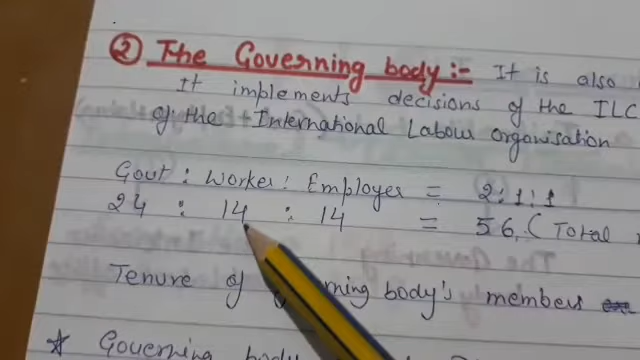 ② The Governing body :- It is also
It implements decisions of the ILC
of the International Labour Organisation
Govt : Worker : Employer = 2:1:1
24 : 14 : 14 = 56. (Total
Tenure of body's members
* Governing body